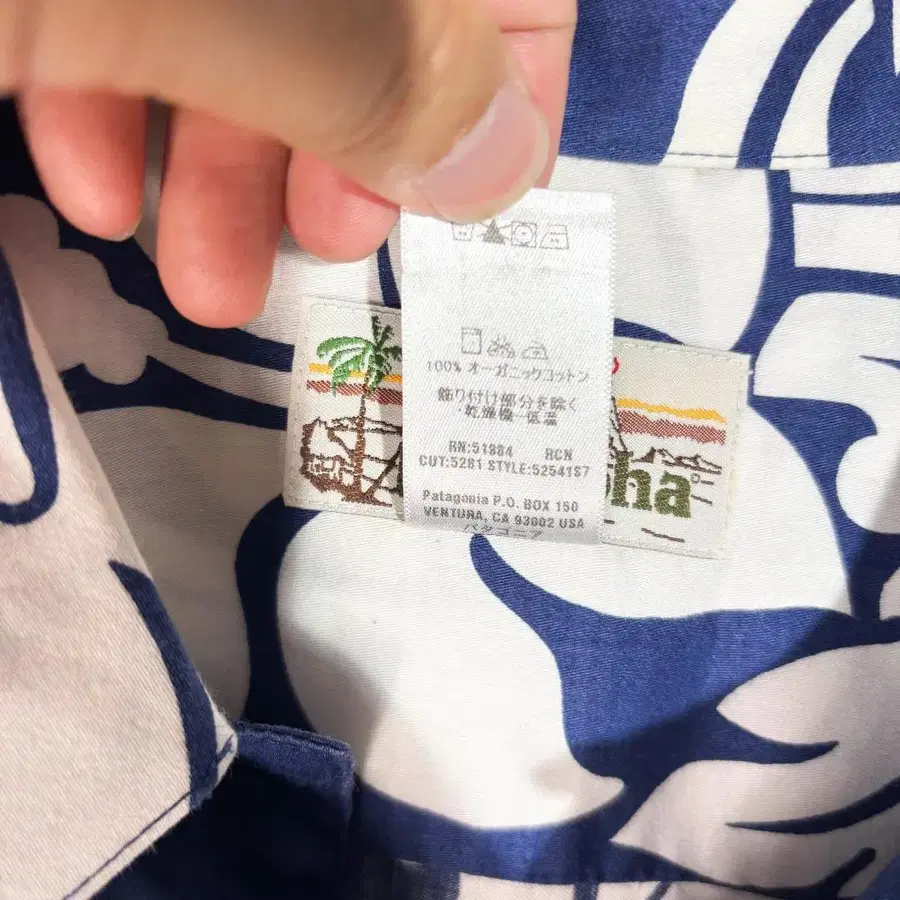 100% オーガニックコットン
飾り付け部分を除く
・乾燥機-低温
RN:51884 RCN
CUT:5281 STYLE:52541S7
Patagonia P.O. BOX 150
VENTURA, CA 93002 USA
パタゴニア
oha